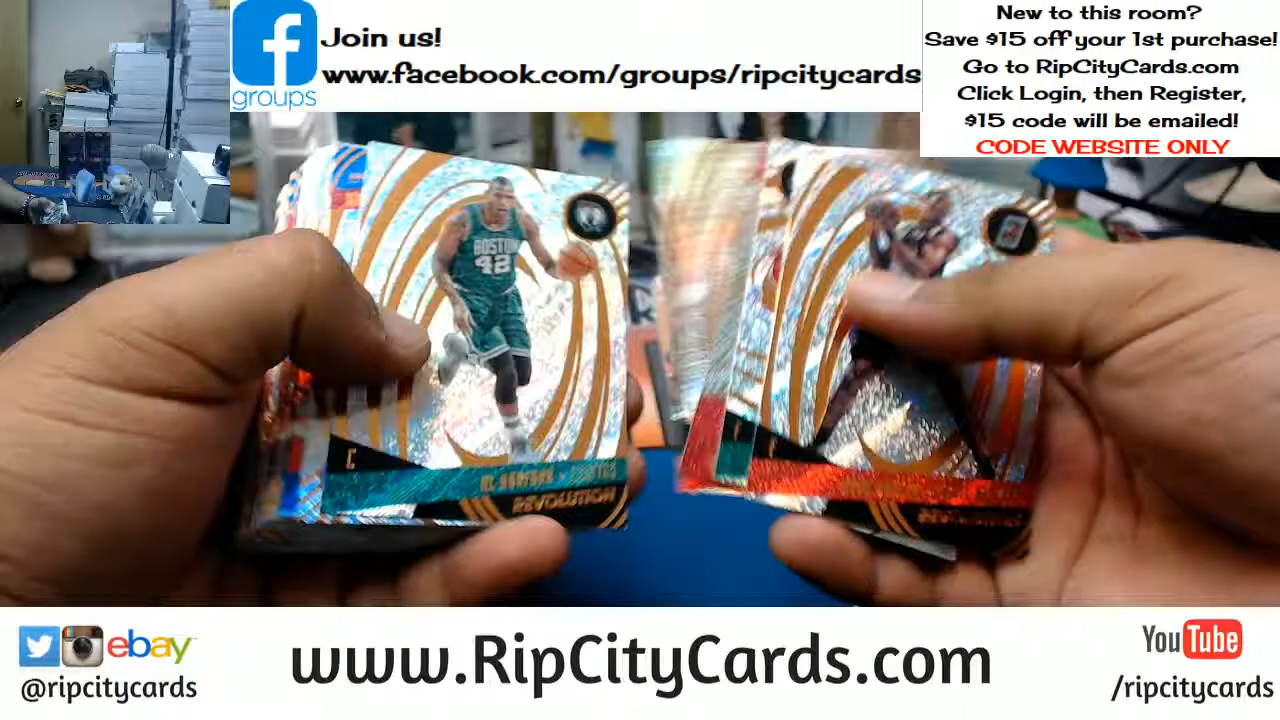 Join us!
www.facebook.com/groups/ripcitycards
groups
New to this room?
Save $15 off your 1st purchase!
Go to RipCityCards.com
Click Login, then Register,
$15 code will be emailed!
CODE WEBSITE ONLY
BOSTON
42
C
AL HORFORD
REVOLUTION
ebay
@ripcitycards
www.RipCityCards.com
YouTube
/ripcitycards